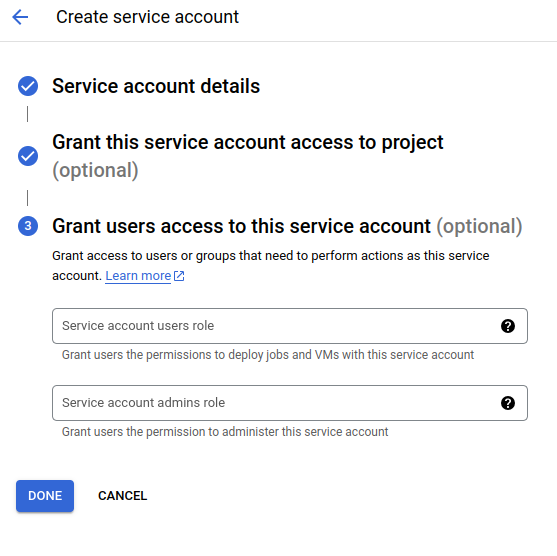 Create service account
Service account details
Grant this service account access to project
(optional)
3
Grant users access to this service account (optional)
Grant access to users or groups that need to perform actions as this service
account. Learn more
Service account users role
?
Grant users the permissions to deploy jobs and VMs with this service account
Service account admins role
?
Grant users the permission to administer this service account
DONE CANCEL